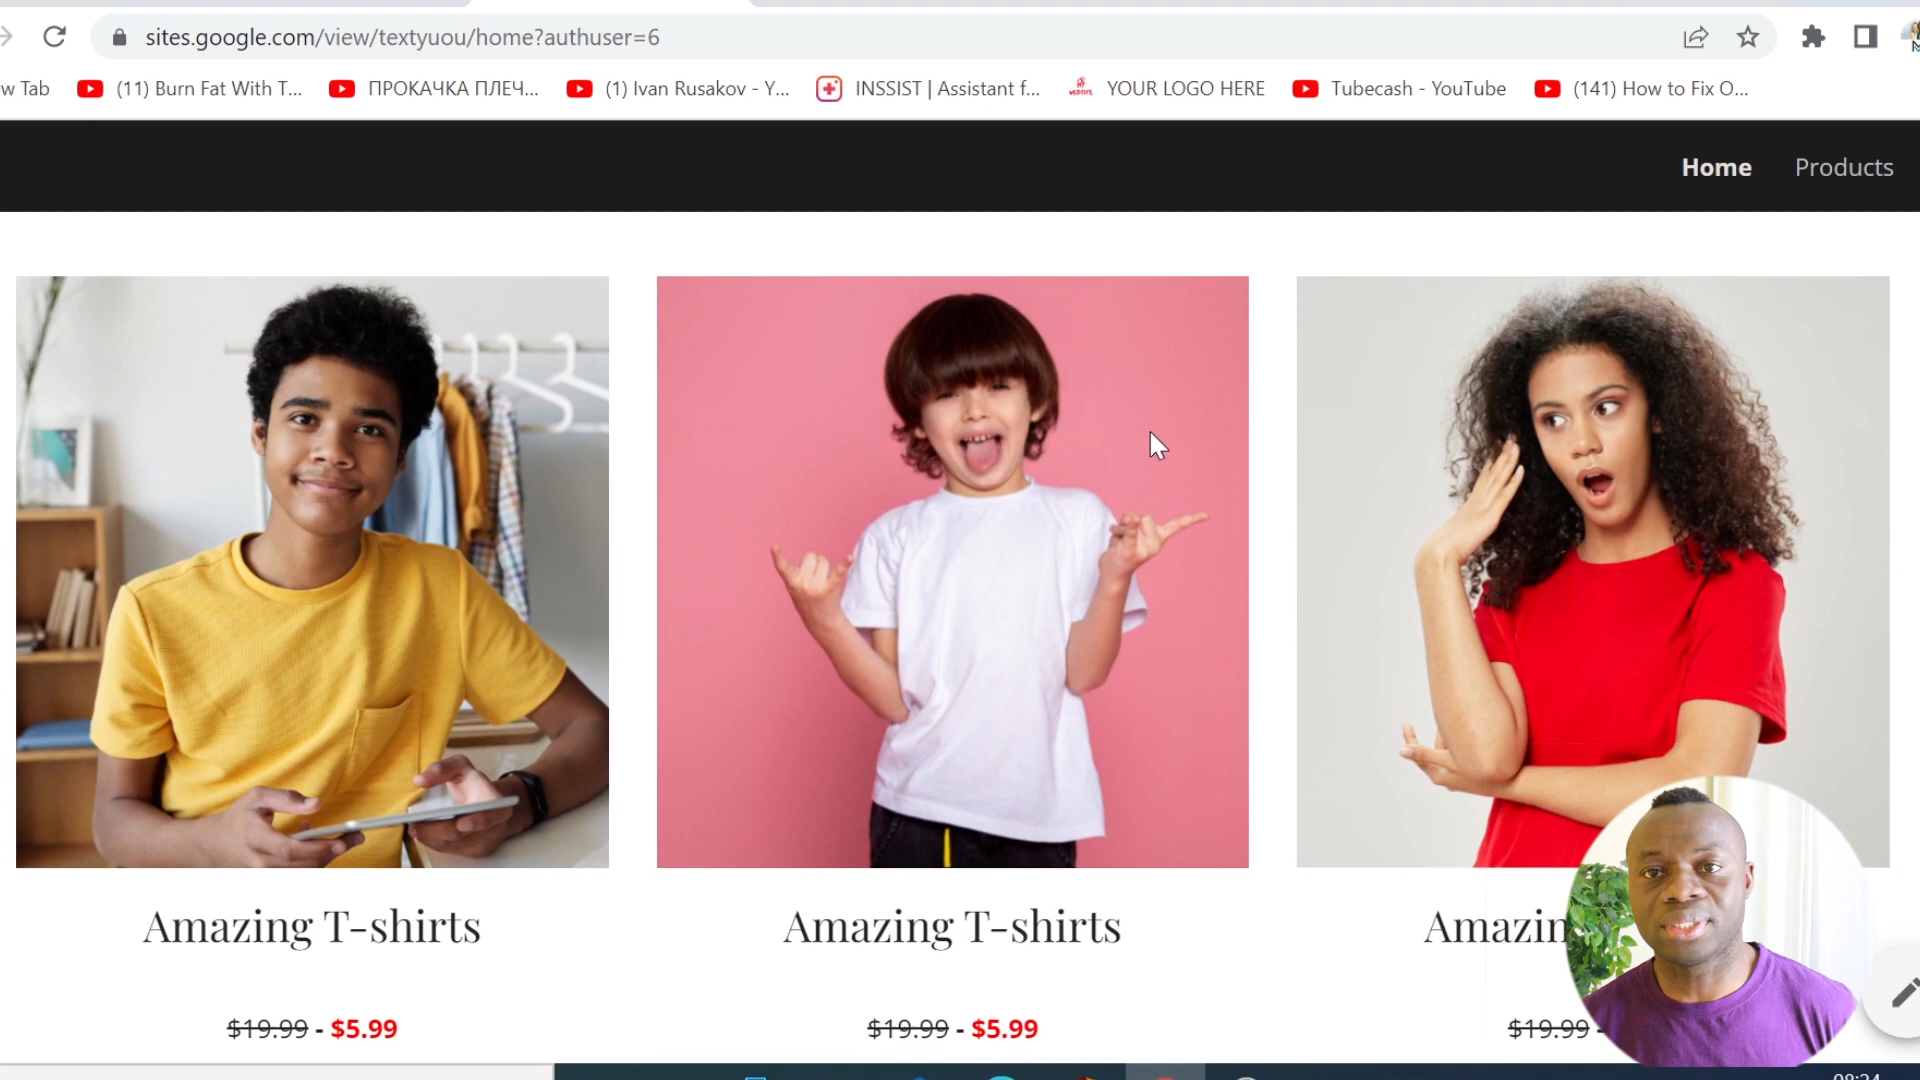 sites.google.com/view/textyuou/home?authuser=6
w Tab (11) Burn Fat With T... ПРОКАЧКА ПЛЕЧ... (1) Ivan Rusakov - Y... INSSIST | Assistant f... YOUR LOGO HERE Tubecash - YouTube (141) How to Fix O...
Home Products
Amazing T-shirts Amazing T-shirts Amazin
$19.99 - $5.99 $19.99 - $5.99 $19.99 -